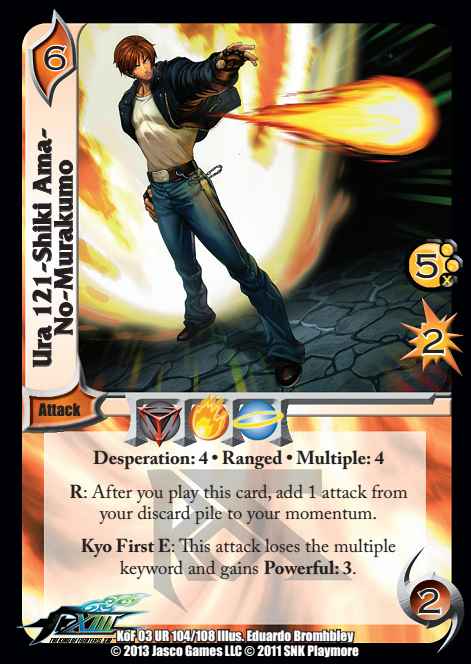 6
Ura 121-Shiki Ama-
No-Murakumo
5
X
2
Attack
Desperation: 4 • Ranged • Multiple: 4
R: After you play this card, add 1 attack from
your discard pile to your momentum.
Kyo First E: This attack loses the multiple
keyword and gains Powerful: 3.
2
XIII
KoF 03 UR 104/108 Illus. Eduardo Bromhbley
© 2013 Jasco Games LLC © 2011 SNK Playmore